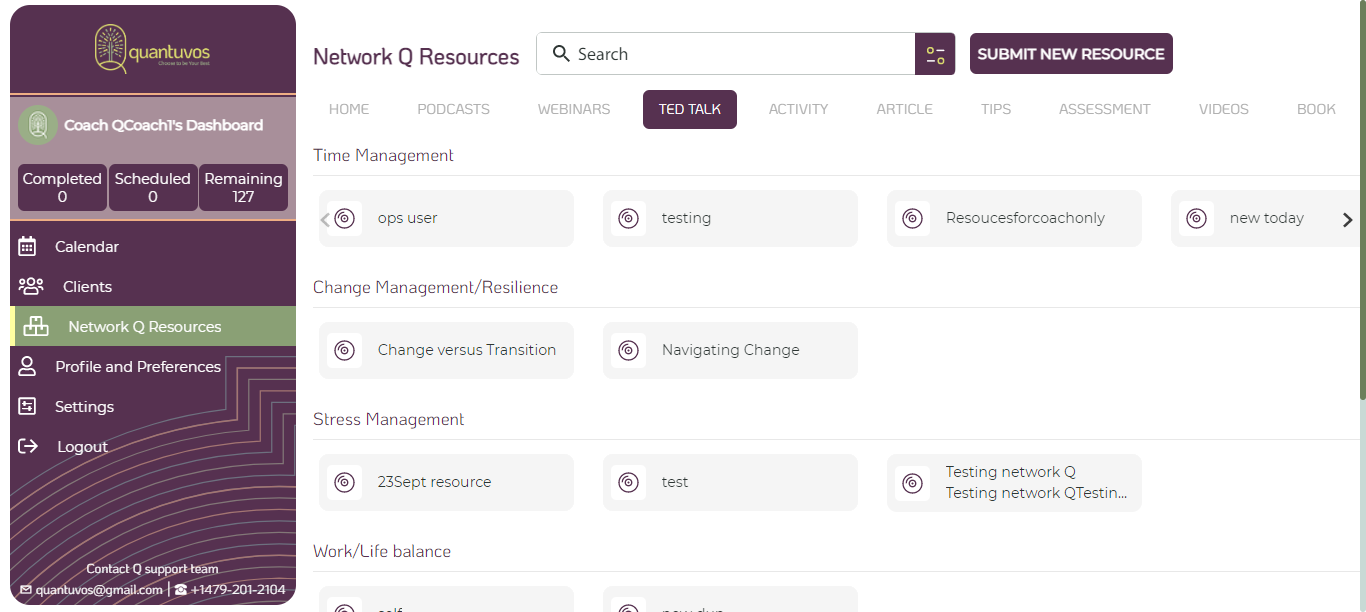 quantuvos
Choose to be Your Best
Coach QCoach1's Dashboard
Completed
0
Scheduled
0
Remaining
127
Calendar
Clients
Network Q Resources
Profile and Preferences
Settings
Logout
Contact Q support team
quantuvos@gmail.com | +1479-201-2104
Network Q Resources
Search
SUBMIT NEW RESOURCE
HOME PODCASTS WEBINARS TED TALK ACTIVITY ARTICLE TIPS ASSESSMENT VIDEOS BOOK
Time Management
ops user
testing
Resoucesforcoachonly
new today
Change Management/Resilience
Change versus Transition
Navigating Change
Stress Management
23Sept resource
test
Testing network Q
Testing network QTestin...
Work/Life balance